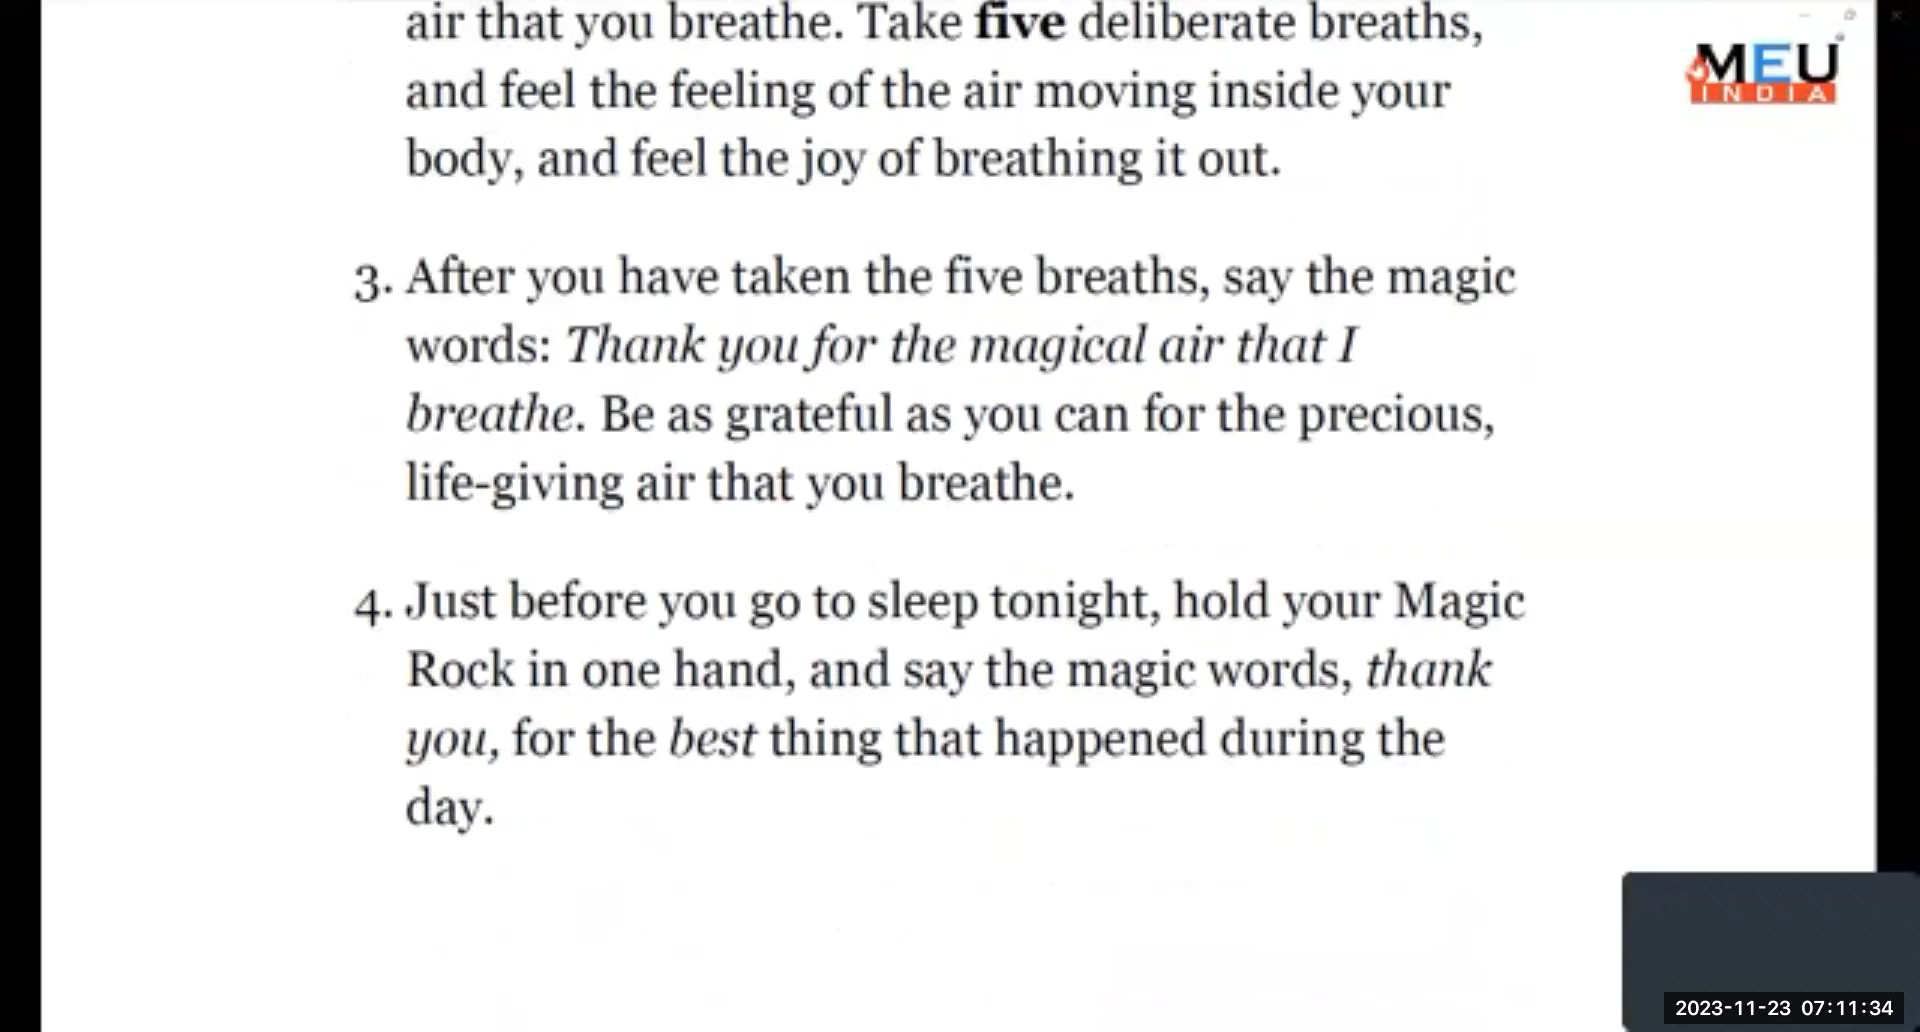 air that you breathe. Take five deliberate breaths,
and feel the feeling of the air moving inside your
body, and feel the joy of breathing it out.
3. After you have taken the five breaths, say the magic
words: Thank you for the magical air that I
breathe. Be as grateful as you can for the precious,
life-giving air that you breathe.
4. Just before you go to sleep tonight, hold your Magic
Rock in one hand, and say the magic words, thank
you, for the best thing that happened during the
day.
MEU
INDIA
2023-11-23 07:11:34